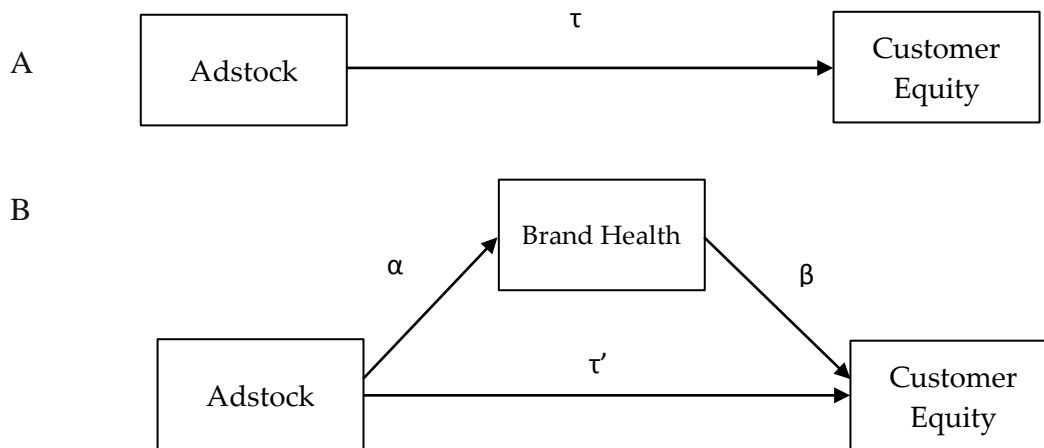 τ
A
Adstock
Customer
Equity
B
Brand Health
α
β
τ’
Adstock
Customer
Equity